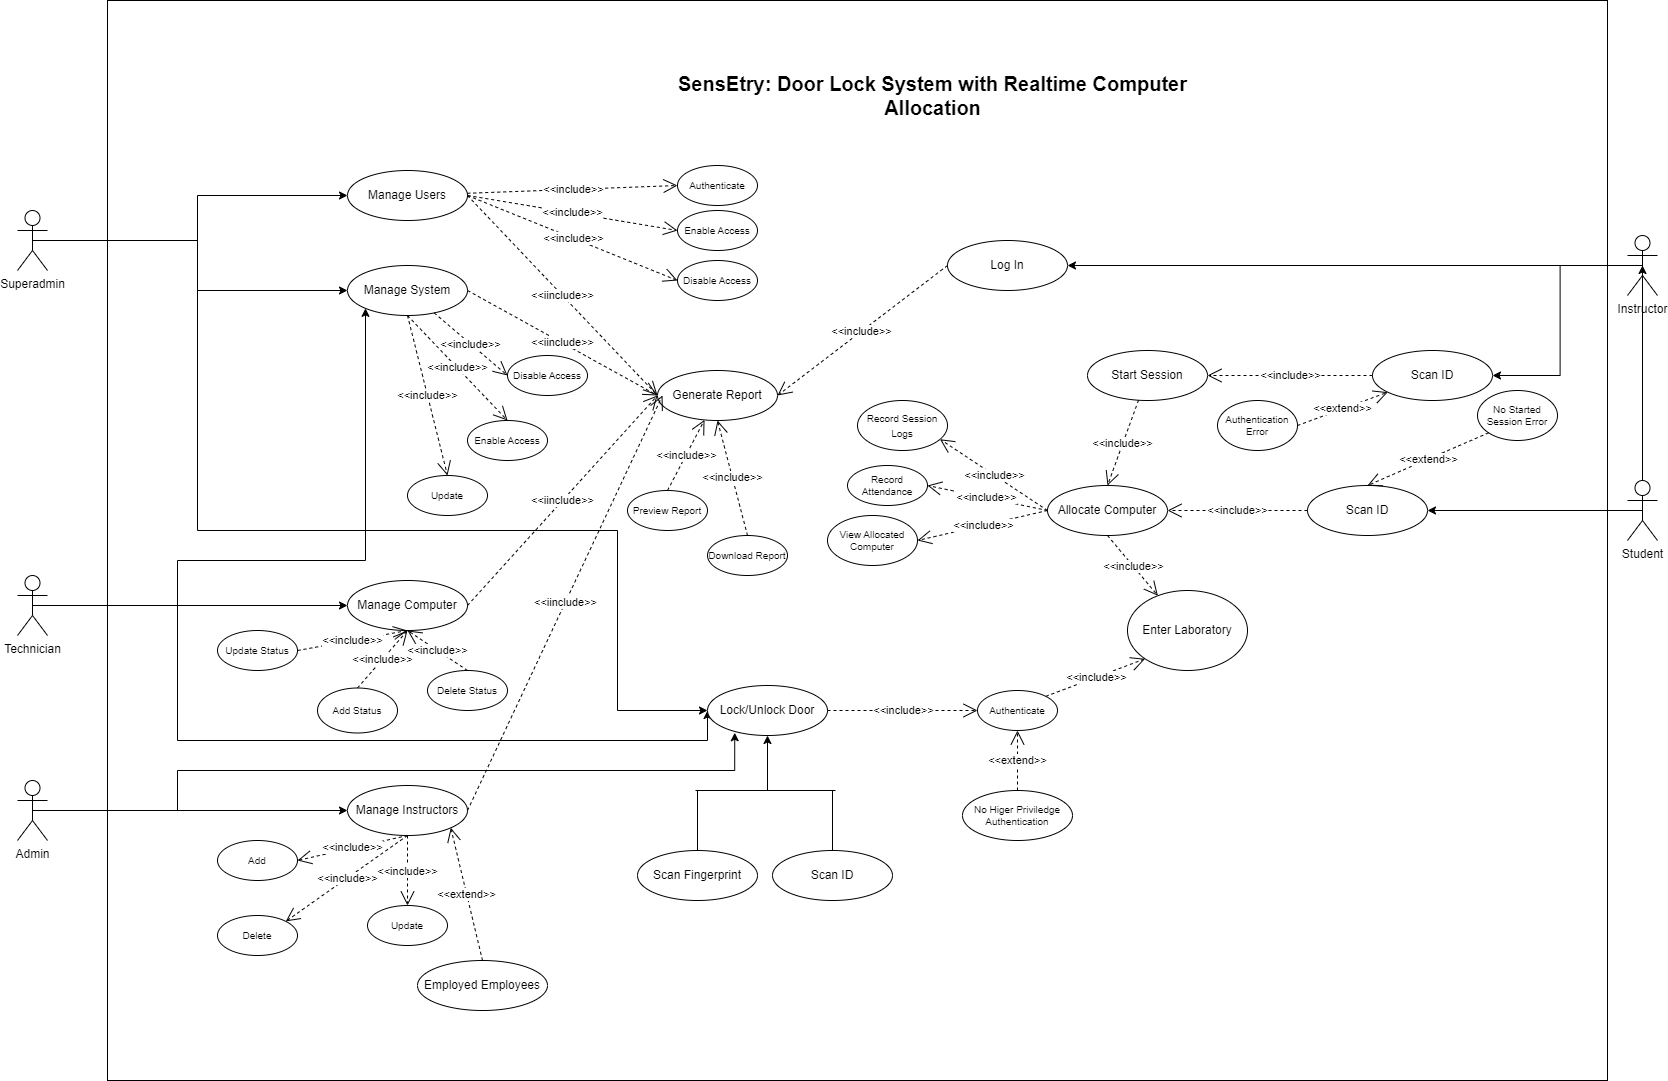 SensEtry: Door Lock System with Realtime Computer
Allocation
Manage Users
<<include>>
Authenticate
<<include>>
Enable Access
<<include>>
Disable Access
Superadmin
Manage System
<<iinclude>>
<<iinclude>>
<<include>>
Disable Access
<<include>>
Enable Access
<<include>>
Update
Log In
<<include>>
Instructor
Generate Report
<<include>>
Preview Report
<<include>>
Download Report
Start Session
<<include>>
Scan ID
Authentication
Error
<<extend>>
No Started
Session Error
<<extend>>
Record Session
Logs
<<include>>
<<include>>
Record
Attendance
<<include>>
View Allocated
Computer
<<include>>
Allocate Computer
<<include>>
Scan ID
Student
<<iinclude>>
<<include>>
Technician
Manage Computer
<<iinclude>>
Update Status
<<include>>
<<include>>
<<include>>
Add Status
Delete Status
Enter Laboratory
<<include>>
Lock/Unlock Door
<<include>>
Authenticate
<<extend>>
No Higer Priviledge
Authentication
Admin
Manage Instructors
<<include>>
Add
<<include>>
Delete
<<include>>
Update
<<extend>>
Employed Employees
Scan Fingerprint
Scan ID